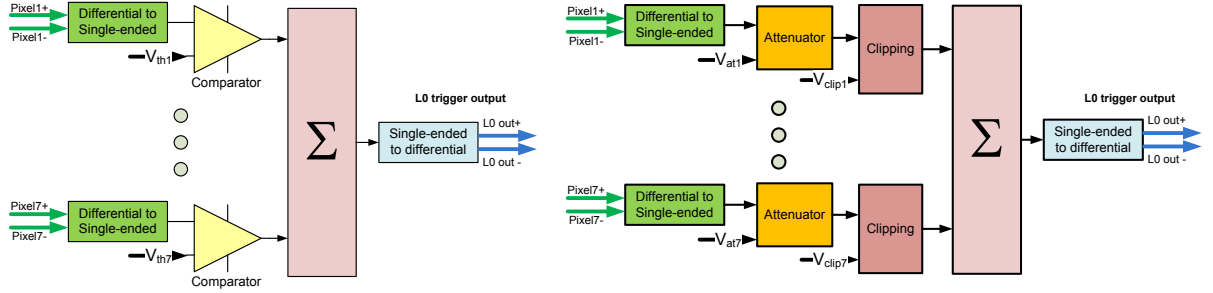 Pixel1+
Pixel1-
Differential to
Single-ended
Vth1
Comparator
Σ
L0 trigger output
Single-ended
to differential
L0 out+
L0 out -
Pixel7+
Pixel7-
Differential to
Single-ended
Vth7
Comparator
Pixel1+
Pixel1-
Differential to
Single-ended
Attenuator
Vat1
Clipping
Vclip1
Σ
L0 trigger output
Single-ended
to differential
L0 out+
L0 out -
Pixel7+
Pixel7-
Differential to
Single-ended
Attenuator
Vat7
Clipping
Vclip7